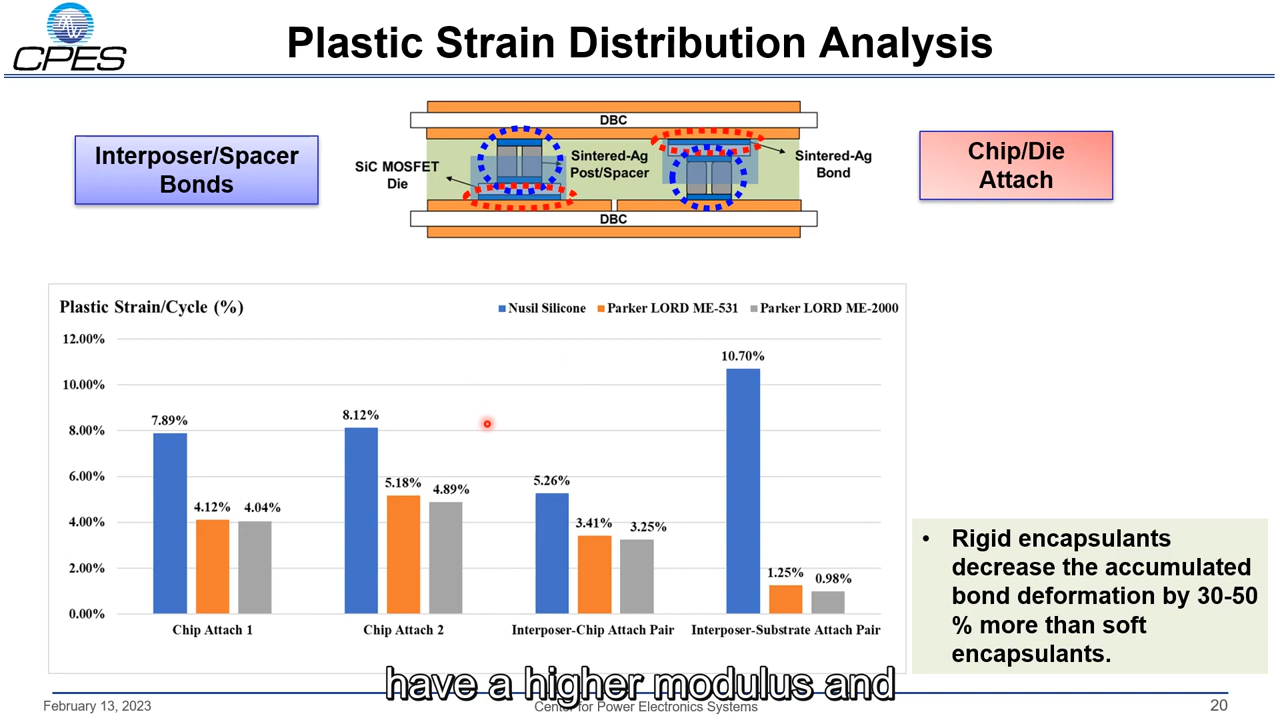 CPES
Plastic Strain Distribution Analysis
Interposer/Spacer
Bonds
DBC
SiC MOSFET
Die
Sintered-Ag
Post/Spacer
Sintered-Ag
Bond
DBC
Chip/Die
Attach
Plastic Strain/Cycle (%)
Nusil Silicone
Parker LORD ME-531
Parker LORD ME-2000
12.00%
10.00%
8.00%
6.00%
4.00%
2.00%
0.00%
7.89%
4.12%
4.04%
8.12%
5.18%
4.89%
5.26%
3.41%
3.25%
10.70%
1.25%
0.98%
Chip Attach 1
Chip Attach 2
Interposer-Chip Attach Pair
Interposer-Substrate Attach Pair
• Rigid encapsulants
decrease the accumulated
bond deformation by 30-50
% more than soft
encapsulants.
have a higher modulus and
February 13, 2023
Center for Power Electronics Systems
20